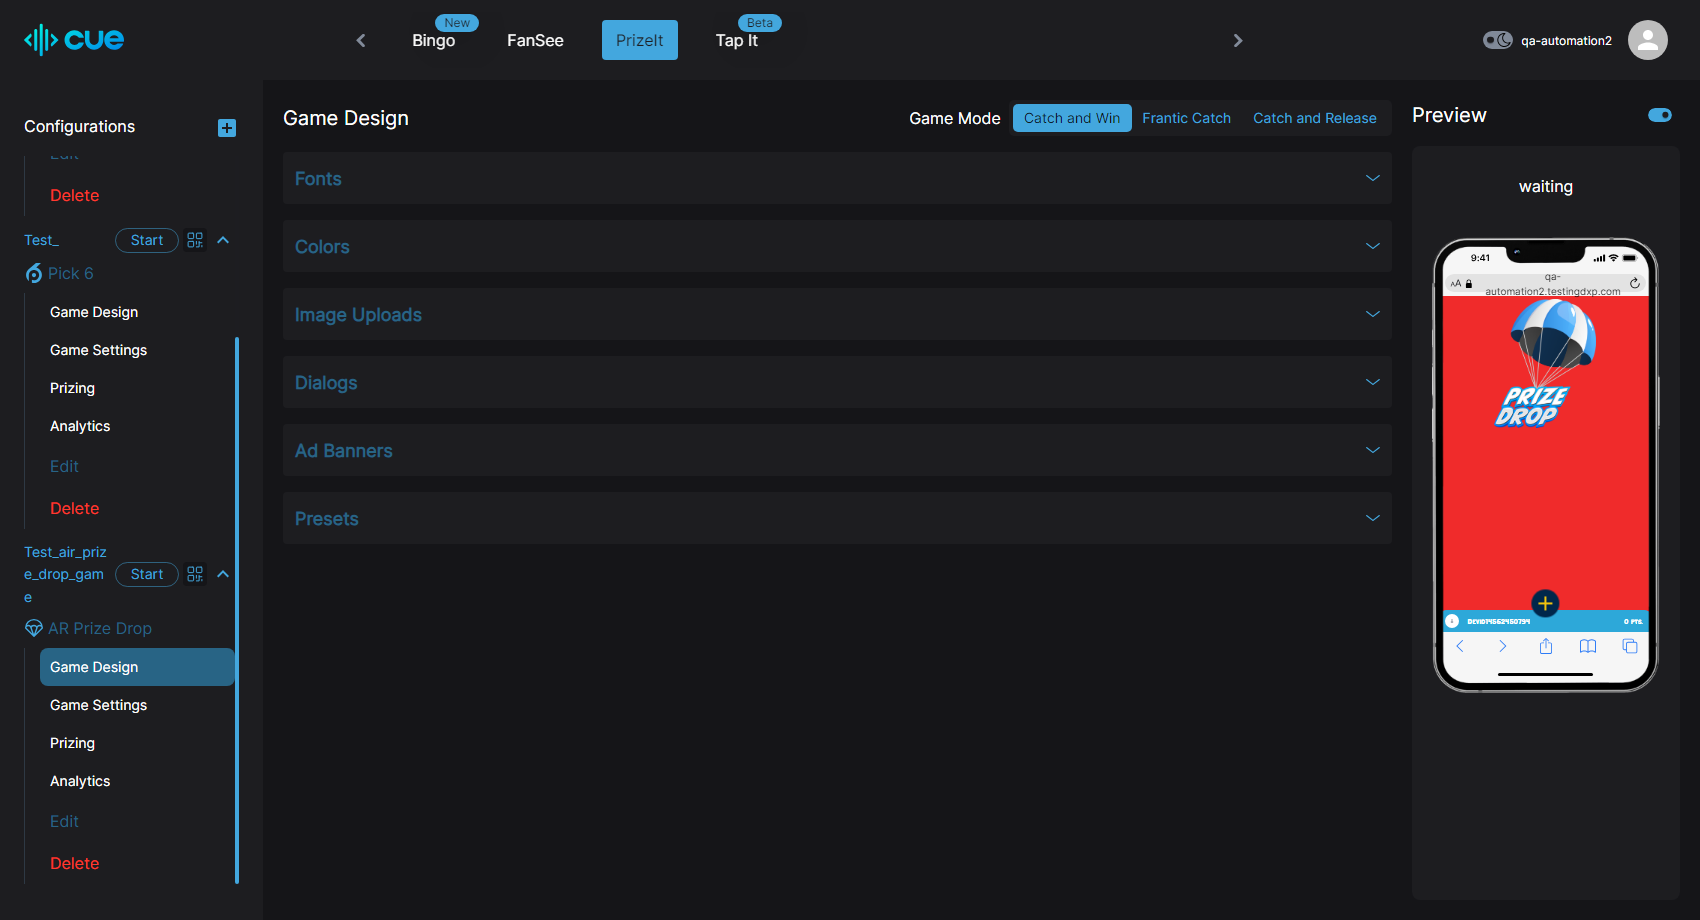 cue
New
Bingo
FanSee
PrizeIt
Beta
Tap It
qa-automation2
Configurations
Edit
Delete
Test_
Start
Pick 6
Game Design
Game Settings
Prizing
Analytics
Edit
Delete
Test_air_priz
e_drop_gam
e
Start
AR Prize Drop
Game Design
Game Settings
Prizing
Analytics
Edit
Delete
Game Design
Game Mode
Catch and Win
Frantic Catch
Catch and Release
Fonts
Colors
Image Uploads
Dialogs
Ad Banners
Presets
Preview
waiting
9:41
AA
qa-
automation2.testingdxp.com
PRIZE
DROP
0 PTS.